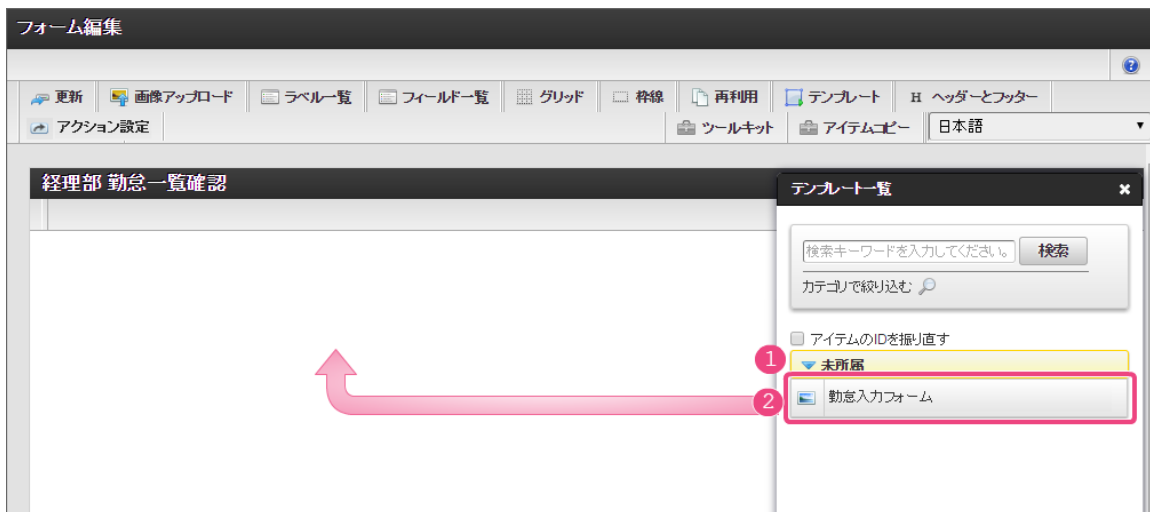 フォーム編集
更新 画像アップロード ラベル一覧 フィールド一覧 グリッド 枠線 再利用 テンプレート H ヘッダーとフッター
アクション設定 ツールキット アイテムコピー 日本語
経理部 勤怠一覧確認
テンプレート一覧
検索キーワードを入力してください。 検索
カテゴリで絞り込む
アイテムのIDを振り直す
1 未所属
2 勤怠入力フォーム